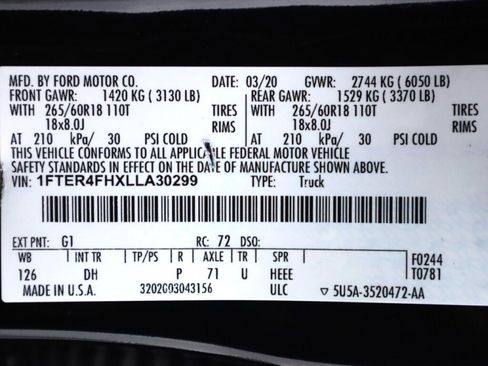 MFD. BY FORD MOTOR CO. DATE: 03/20 GVWR: 2744 KG ( 6050 LB)
FRONT GAWR: 1420 KG ( 3130 LB) REAR GAWR: 1529 KG ( 3370 LB)
WITH 265/60R18 110T TIRES WITH 265/60R18 110T TIRES
18x8.0J RIMS 18x8.0J RIMS
AT 210 kPa/ 30 PSI COLD AT 210 kPa/ 30 PSI COLD
THIS VEHICLE CONFORMS TO ALL APPLICABLE FEDERAL MOTOR VEHICLE
SAFETY STANDARDS IN EFFECT ON THE DATE OF MANUFACTURE SHOWN ABOVE.
VIN: 1FTER4FHXLLA30299 TYPE: Truck
EXT PNT: G1 RC: 72 DSO:
WB INT TR TP/PS R AXLE TR SPR F0244
126 DH P 71 U HEEE T0781
MADE IN U.S.A. 3202003043156 ULC ▽ 5U5A-3520472-AA